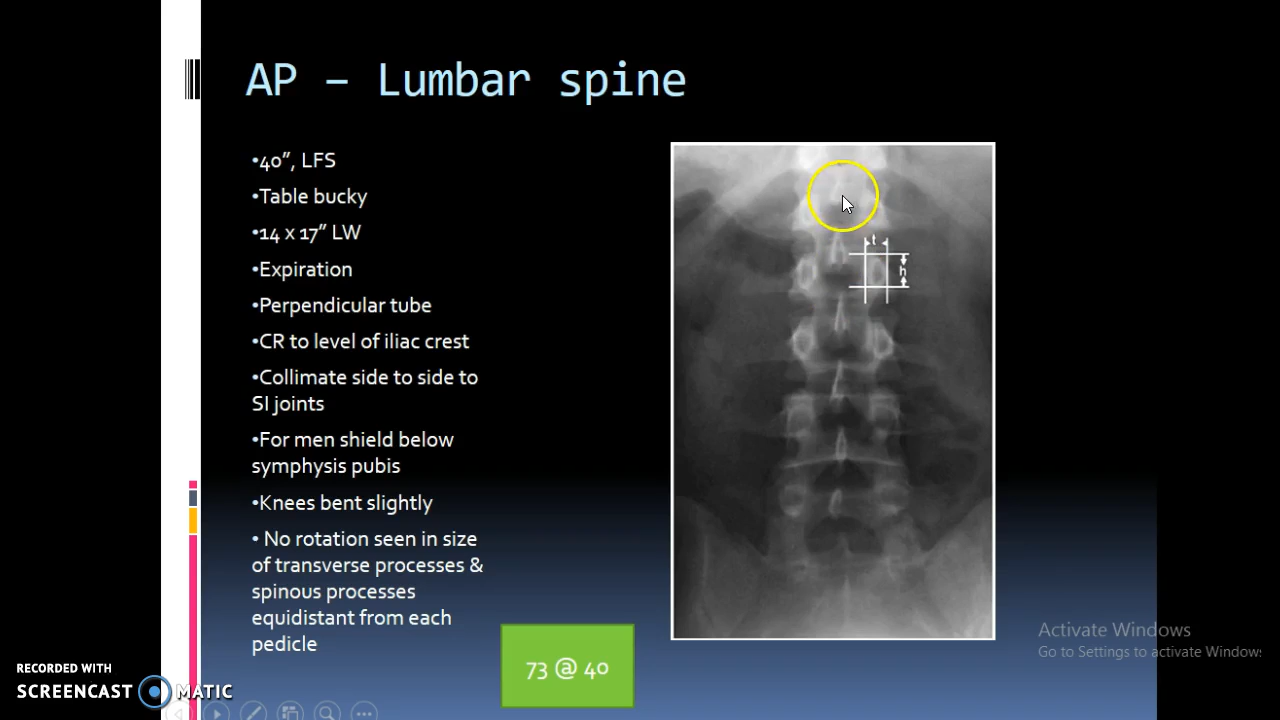 AP – Lumbar spine
•40”, LFS
•Table bucky
•14 x 17” LW
•Expiration
•Perpendicular tube
•CR to level of iliac crest
•Collimate side to side to
SI joints
•For men shield below
symphysis pubis
•Knees bent slightly
• No rotation seen in size
of transverse processes &
spinous processes
equidistant from each
pedicle
73 @ 40
t
h
Activate Windows
Go to Settings to activate Windows
RECORDED WITH
SCREENCAST MATIC